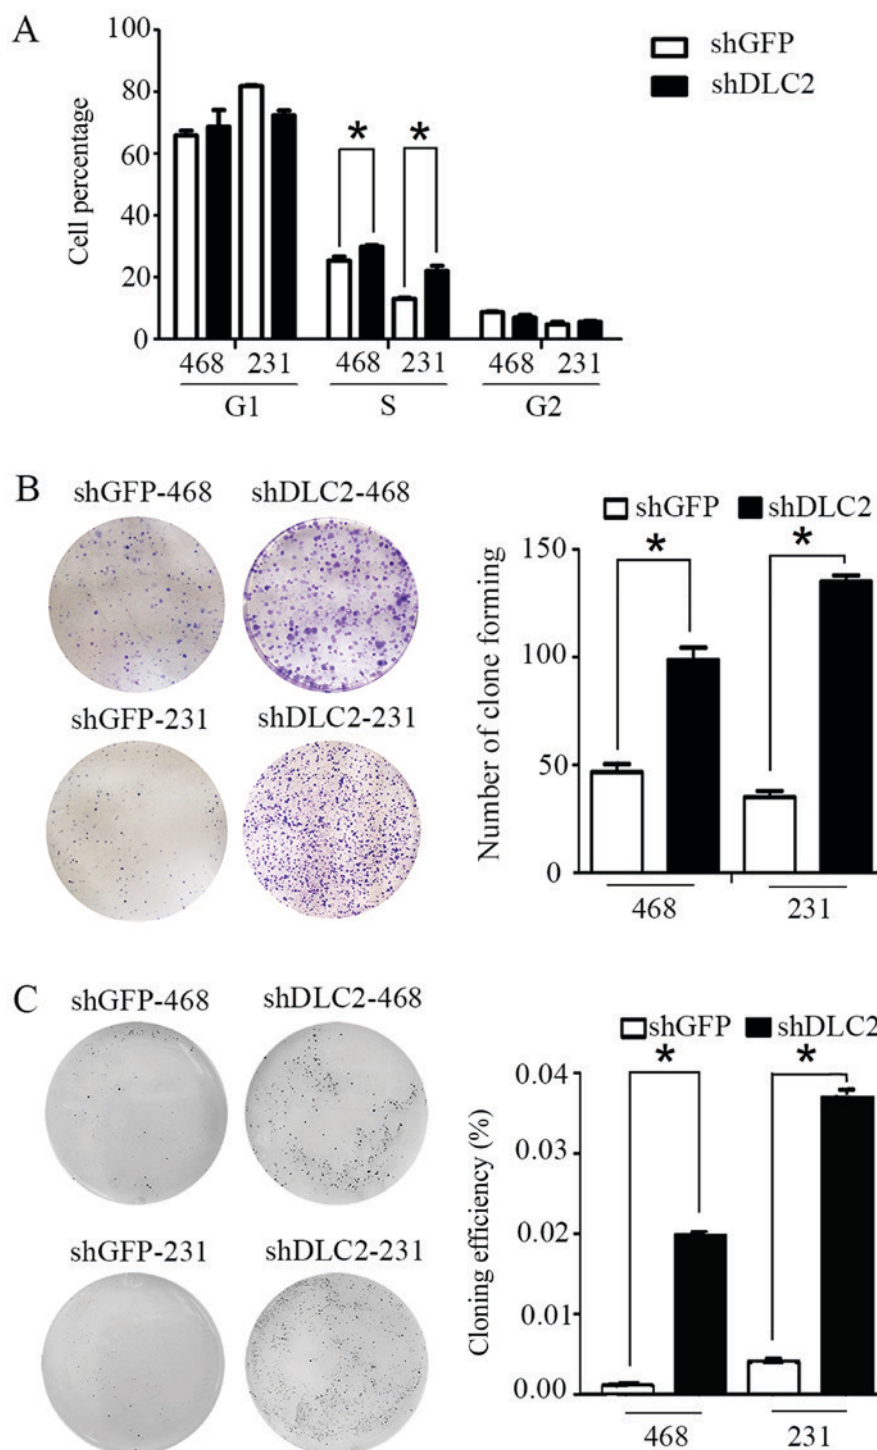 A
100
80
60
40
20
0
Cell percentage
* *
468 231 468 231 468 231
G1 S G2
shGFP
shDLC2
B
shGFP-468 shDLC2-468
shGFP-231 shDLC2-231
shGFP shDLC2
* *
150
100
50
0
Number of clone forming
468 231
C
shGFP-468 shDLC2-468
shGFP-231 shDLC2-231
shGFP shDLC2
* *
0.04
0.03
0.02
0.01
0.00
Cloning efficiency (%)
468 231